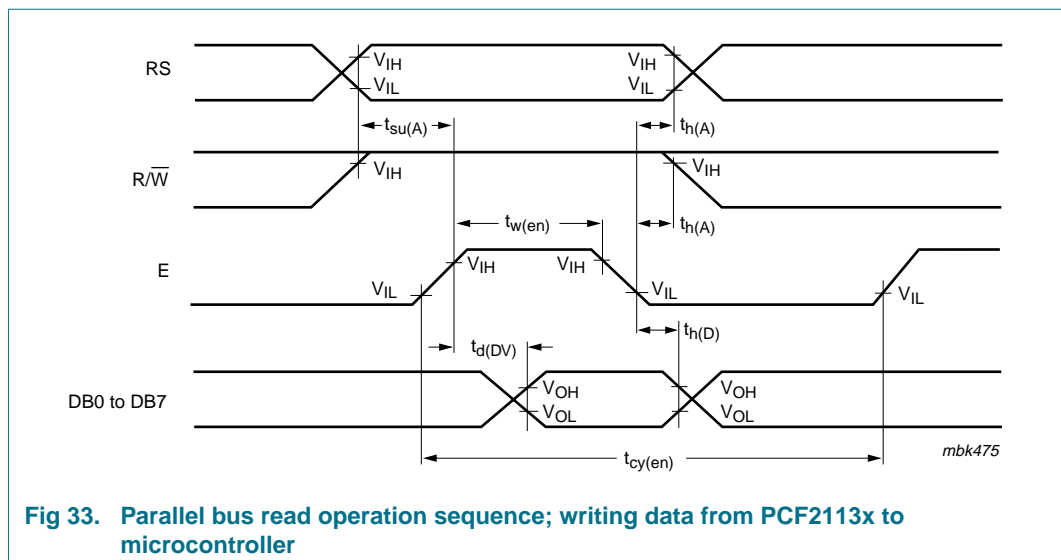 RS
VIH
VIL
VIH
VIL
tsu(A)
th(A)
R/W̅
VIH
VIH
tw(en)
th(A)
E
VIL
VIH
VIH
VIL
VIL
td(DV)
th(D)
DB0 to DB7
VOH
VOL
VOH
VOL
tcy(en)
mbk475
Fig 33. Parallel bus read operation sequence; writing data from PCF2113x to
microcontroller